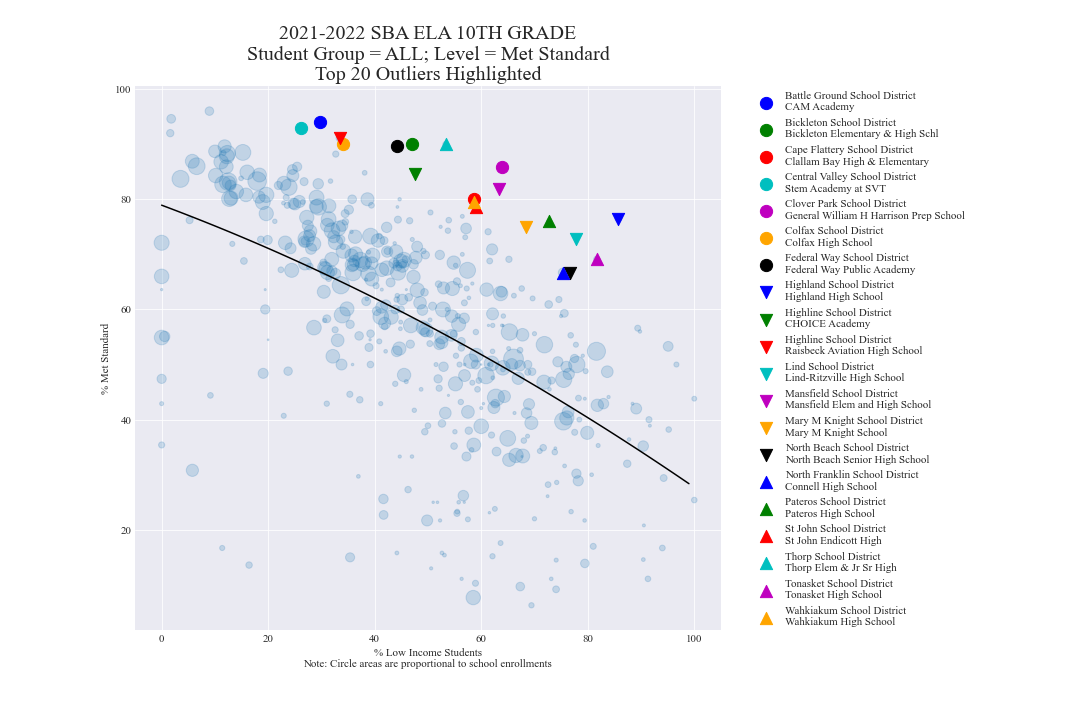 2021-2022 SBA ELA 10TH GRADE
Student Group = ALL; Level = Met Standard
Top 20 Outliers Highlighted
100
80
60
40
20
% Met Standard
0
20
40
60
80
100
% Low Income Students
Note: Circle areas are proportional to school enrollments
Battle Ground School District
CAM Academy
Bickleton School District
Bickleton Elementary & High Schl
Cape Flattery School District
Clallam Bay High & Elementary
Central Valley School District
Stem Academy at SVT
Clover Park School District
General William H Harrison Prep School
Colfax School District
Colfax High School
Federal Way School District
Federal Way Public Academy
Highland School District
Highland High School
Highline School District
CHOICE Academy
Highline School District
Raisbeck Aviation High School
Lind School District
Lind-Ritzville High School
Mansfield School District
Mansfield Elem and High School
Mary M Knight School District
Mary M Knight School
North Beach School District
North Beach Senior High School
North Franklin School District
Connell High School
Pateros School District
Pateros High School
St John School District
St John Endicott High
Thorp School District
Thorp Elem & Jr Sr High
Tonasket School District
Tonasket High School
Wahkiakum School District
Wahkiakum High School